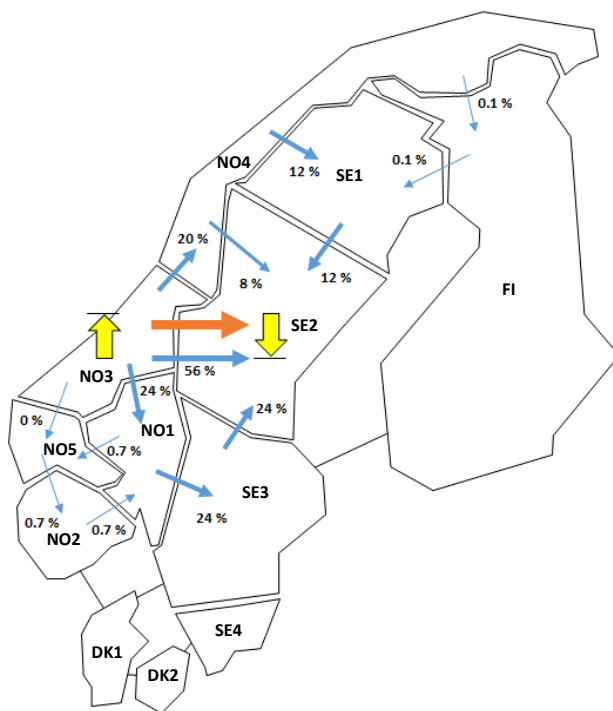 0.1 %
NO4
12 %
SE1
0.1 %
20 %
8 %
12 %
FI
SE2
NO3
56 %
24 %
0 %
NO1
24 %
NO5
0.7 %
SE3
0.7 %
0.7 %
24 %
NO2
SE4
DK1
DK2